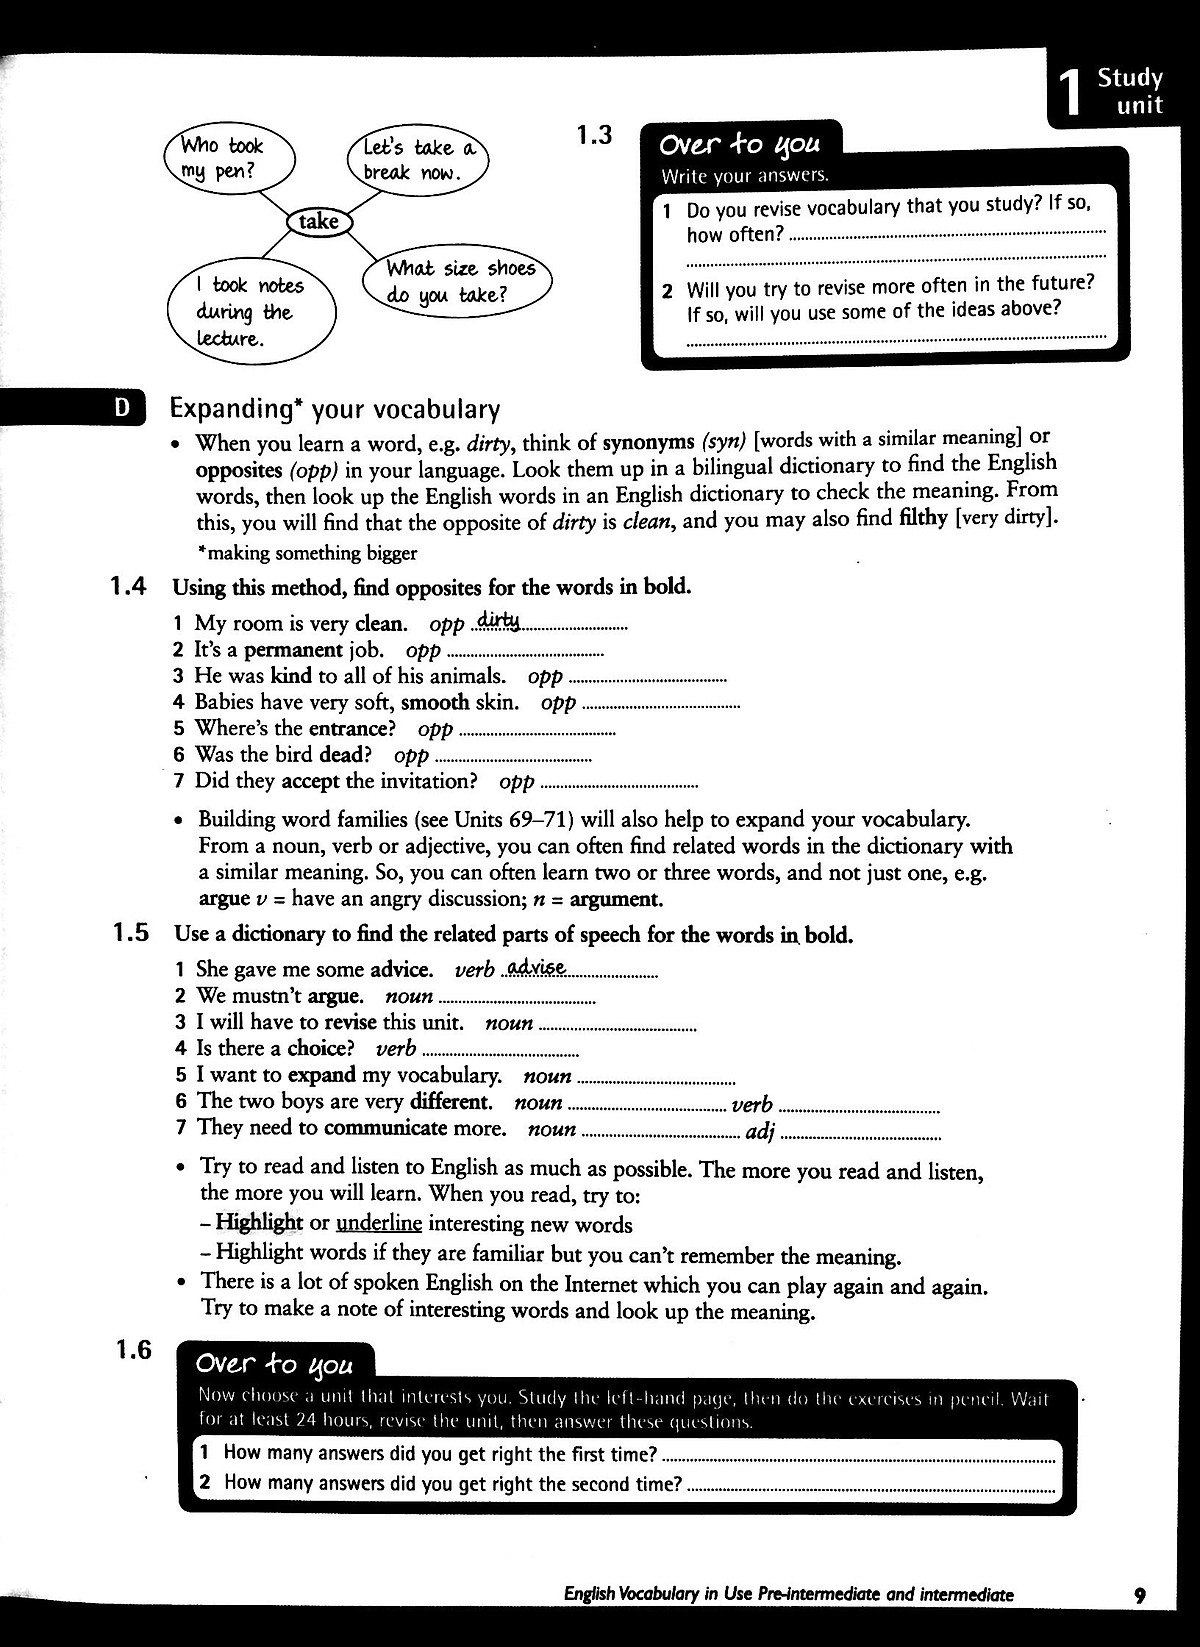 1 Study
unit
Who took
my pen?
Let's take a
break now.
take
I took notes
during the
lecture.
What size shoes
do you take?
1.3
Over to you
Write your answers.
1 Do you revise vocabulary that you study? If so,
how often?
2 Will you try to revise more often in the future?
If so, will you use some of the ideas above?
D Expanding* your vocabulary
• When you learn a word, e.g. dirty, think of synonyms (syn) [words with a similar meaning] or
opposites (opp) in your language. Look them up in a bilingual dictionary to find the English
words, then look up the English words in an English dictionary to check the meaning. From
this, you will find that the opposite of dirty is clean, and you may also find filthy [very dirty].
*making something bigger
1.4 Using this method, find opposites for the words in bold.
1 My room is very clean. opp dirty
2 It's a permanent job. opp
3 He was kind to all of his animals. opp
4 Babies have very soft, smooth skin. opp
5 Where's the entrance? opp
6 Was the bird dead? opp
7 Did they accept the invitation? opp
• Building word families (see Units 69–71) will also help to expand your vocabulary.
From a noun, verb or adjective, you can often find related words in the dictionary with
a similar meaning. So, you can often learn two or three words, and not just one, e.g.
argue v = have an angry discussion; n = argument.
1.5 Use a dictionary to find the related parts of speech for the words in bold.
1 She gave me some advice. verb advise
2 We mustn't argue. noun
3 I will have to revise this unit. noun
4 Is there a choice? verb
5 I want to expand my vocabulary. noun
6 The two boys are very different. noun verb
7 They need to communicate more. noun adj
• Try to read and listen to English as much as possible. The more you read and listen,
the more you will learn. When you read, try to:
– Highlight or underline interesting new words
– Highlight words if they are familiar but you can't remember the meaning.
• There is a lot of spoken English on the Internet which you can play again and again.
Try to make a note of interesting words and look up the meaning.
1.6
Over to you
Now choose a unit that interests you. Study the left-hand page, then do the exercises in pencil. Wait
for at least 24 hours, revise the unit, then answer these questions.
1 How many answers did you get right the first time?
2 How many answers did you get right the second time?
English Vocabulary in Use Pre-intermediate and intermediate 9